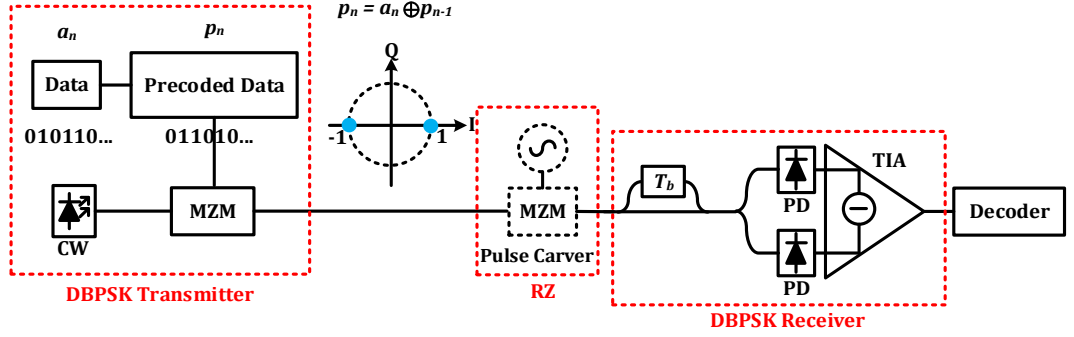 pₙ = aₙ ⊕ pₙ₋₁
aₙ
pₙ
Data
Precoded Data
010110...
011010...
Q
I
-1
1
CW
MZM
DBPSK Transmitter
MZM
Pulse Carver
RZ
T_b
PD
PD
TIA
Decoder
DBPSK Receiver